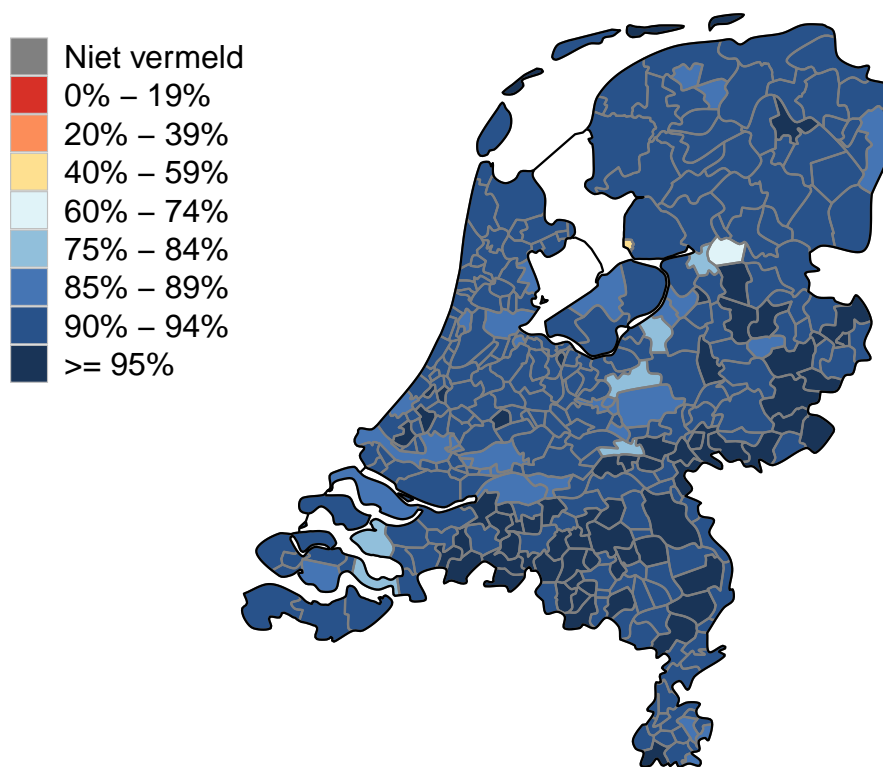 Niet vermeld
0% – 19%
20% – 39%
40% – 59%
60% – 74%
75% – 84%
85% – 89%
90% – 94%
>= 95%